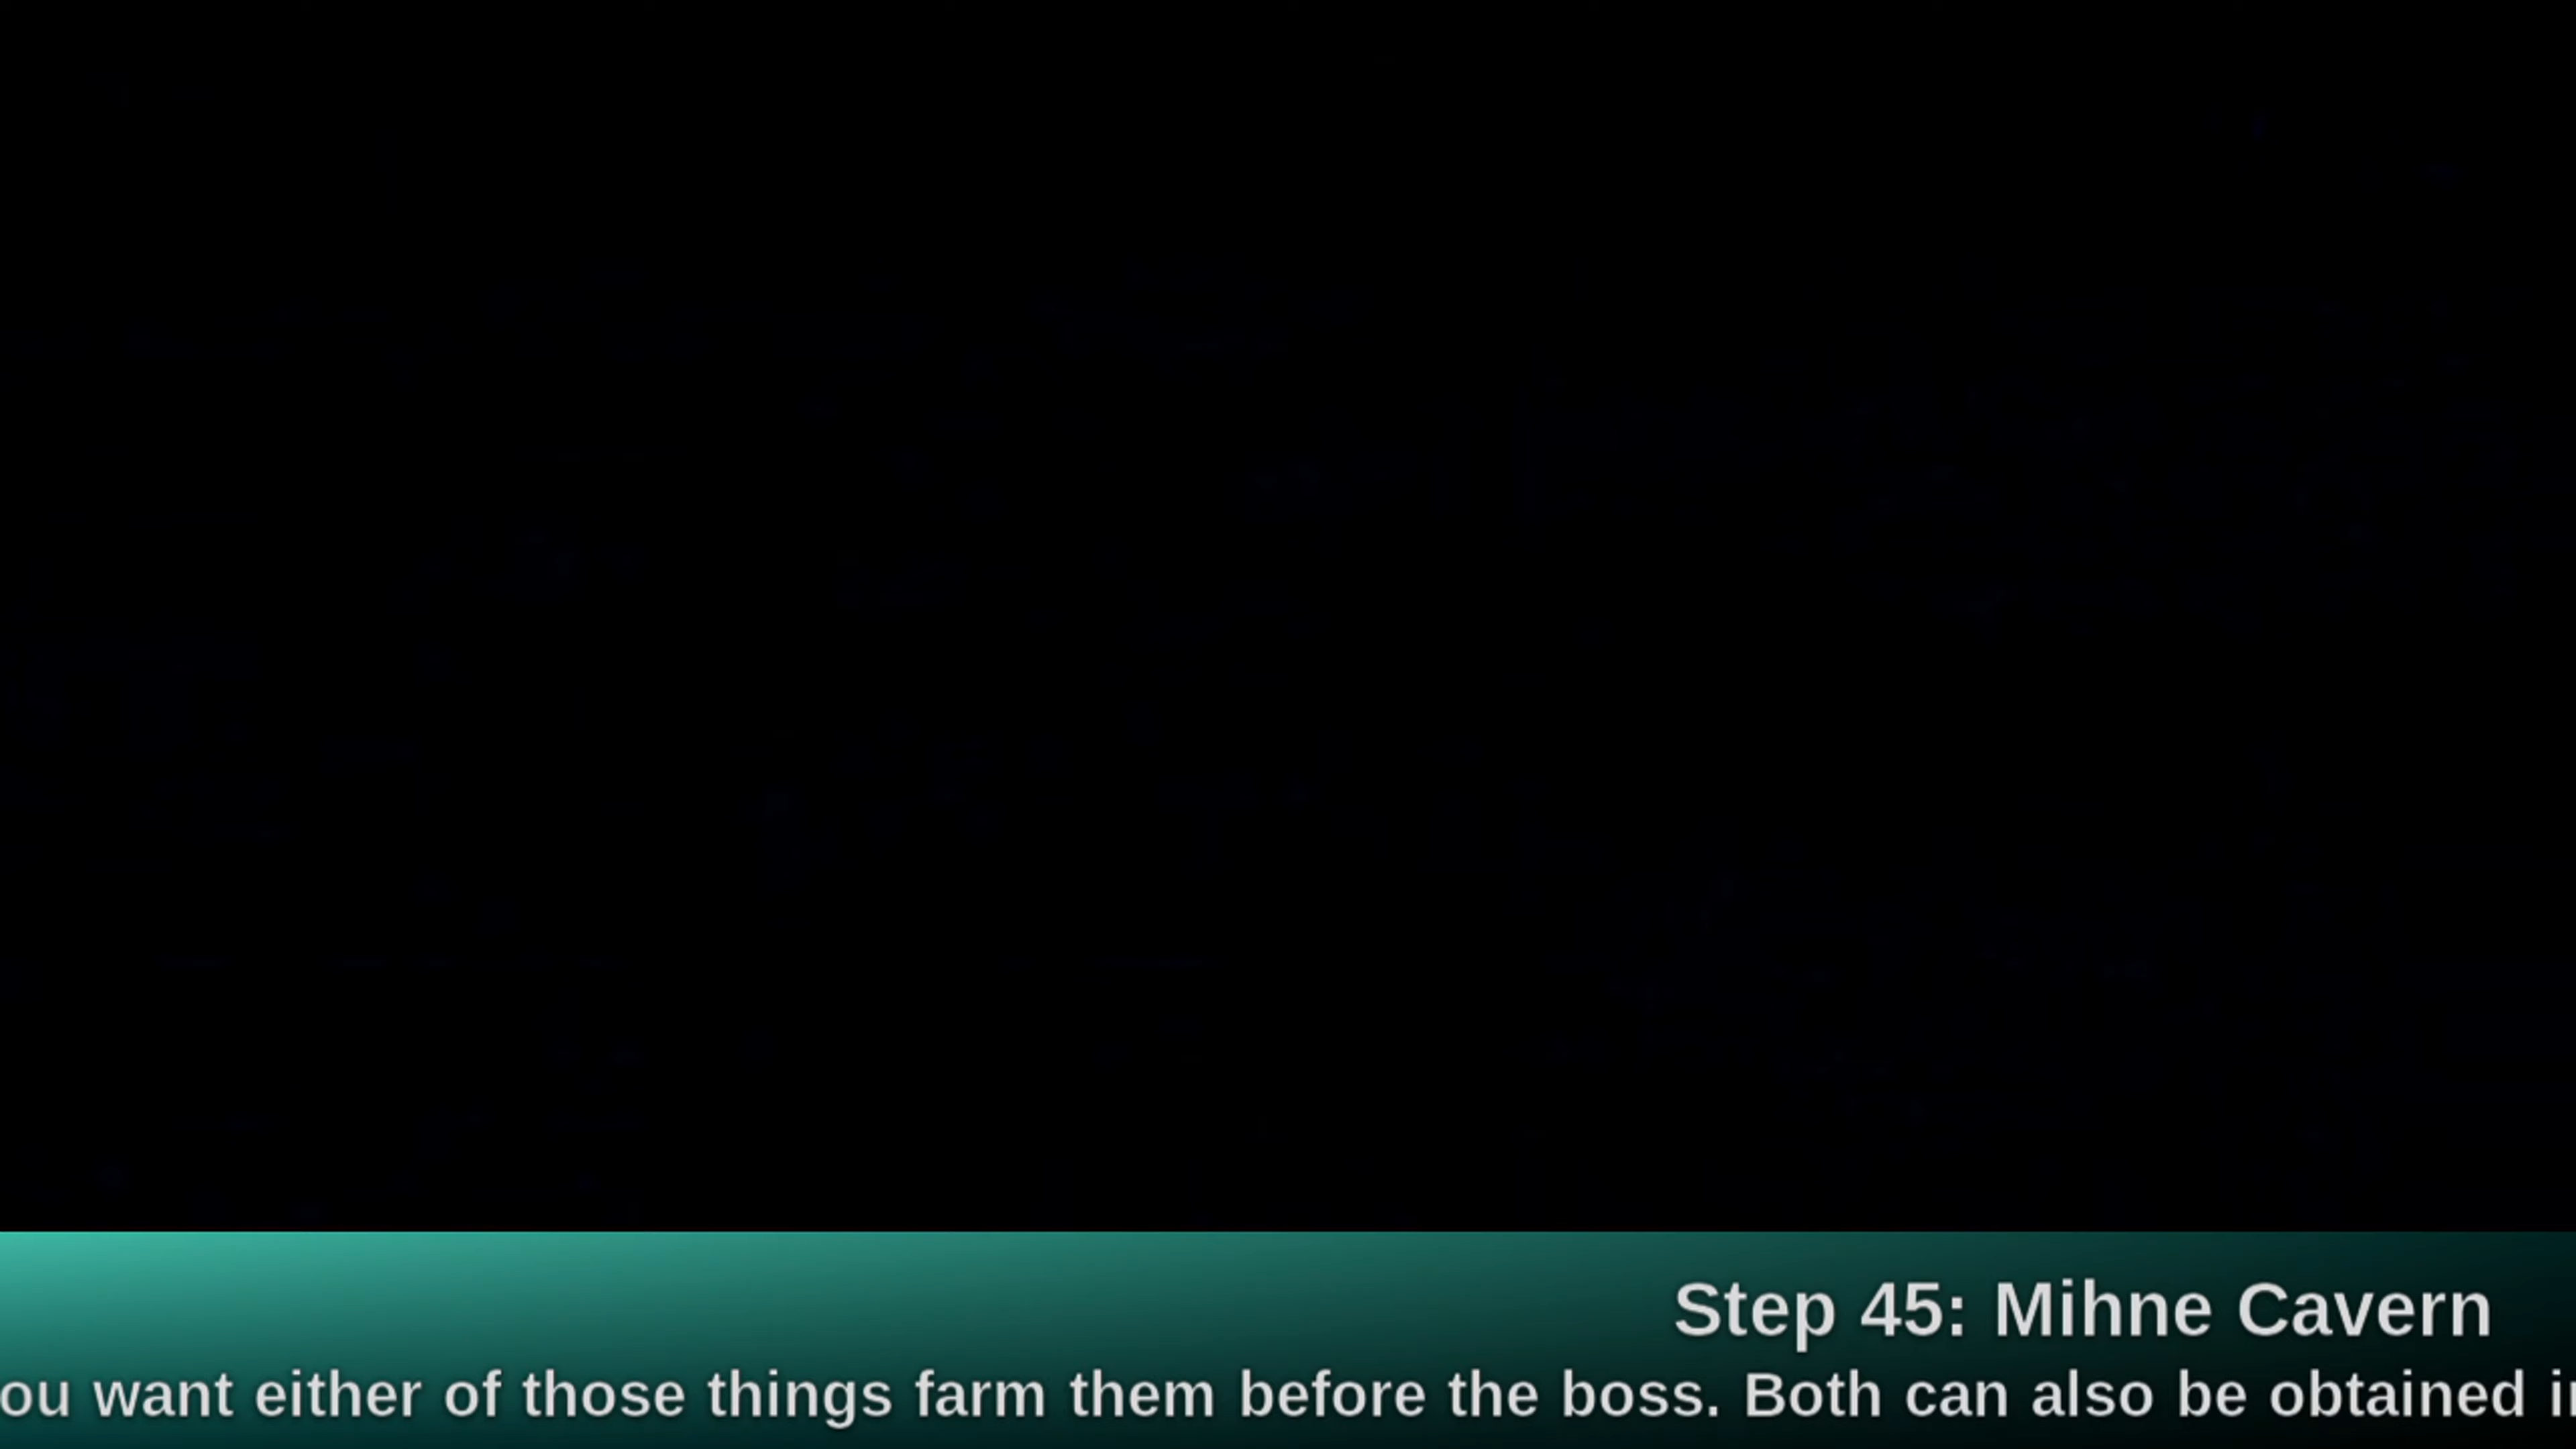 Step 45: Mihne Cavern
ou want either of those things farm them before the boss. Both can also be obtained